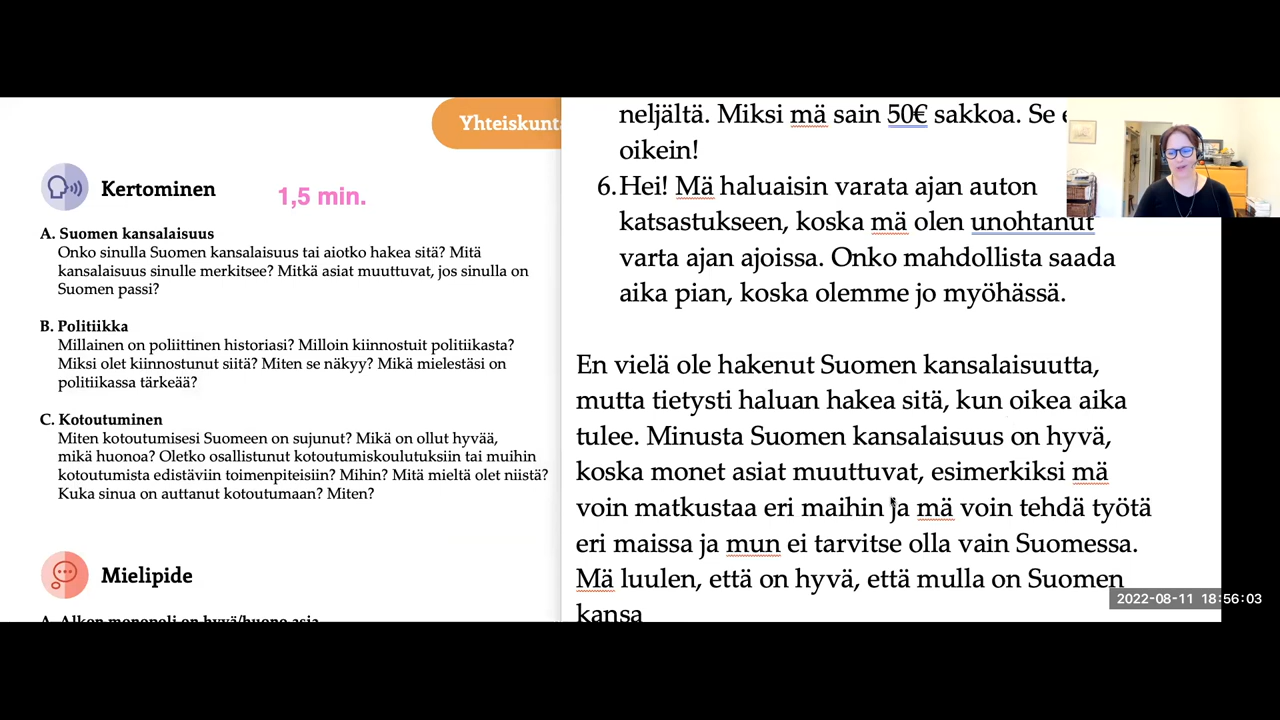 Yhteiskunt
Kertominen
1,5 min.
A. Suomen kansalaisuus
Onko sinulla Suomen kansalaisuus tai aiotko hakea sitä? Mitä
kansalaisuus sinulle merkitsee? Mitkä asiat muuttuvat, jos sinulla on
Suomen passi?
B. Politiikka
Millainen on poliittinen historiasi? Milloin kiinnostuit politiikasta?
Miksi olet kiinnostunut siitä? Miten se näkyy? Mikä mielestäsi on
politiikassa tärkeää?
C. Kotoutuminen
Miten kotoutumisesi Suomeen on sujunut? Mikä on ollut hyvää,
mikä huonoa? Oletko osallistunut kotoutumiskoulutuksiin tai muihin
kotoutumista edistäviin toimenpiteisiin? Mihin? Mitä mieltä olet niistä?
Kuka sinua on auttanut kotoutumaan? Miten?
Mielipide
A. Alkon monopoli on hyvä/huono asia
neljältä. Miksi mä sain 50€ sakkoa. Se e
oikein!
6. Hei! Mä haluaisin varata ajan auton
katsastukseen, koska mä olen unohtanut
varta ajan ajoissa. Onko mahdollista saada
aika pian, koska olemme jo myöhässä.
En vielä ole hakenut Suomen kansalaisuutta,
mutta tietysti haluan hakea sitä, kun oikea aika
tulee. Minusta Suomen kansalaisuus on hyvä,
koska monet asiat muuttuvat, esimerkiksi mä
voin matkustaa eri maihin ja mä voin tehdä työtä
eri maissa ja mun ei tarvitse olla vain Suomessa.
Mä luulen, että on hyvä, että mulla on Suomen
kansa
2022-08-11 18:56:03